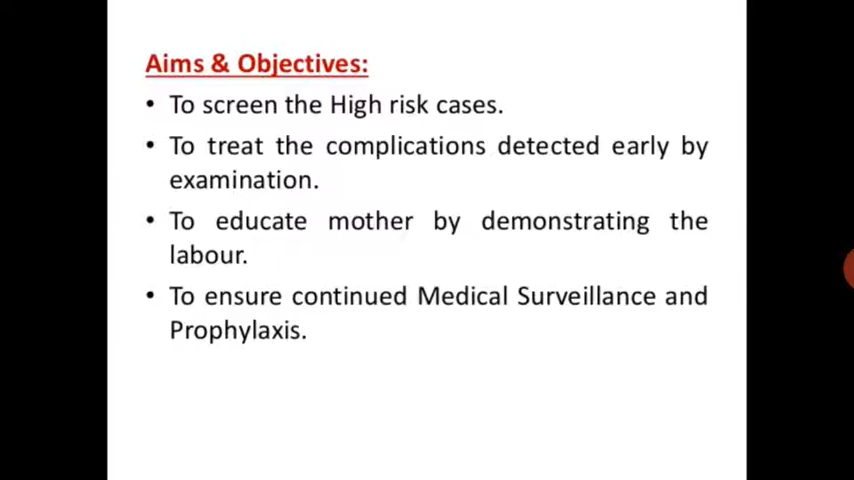 Aims & Objectives:
• To screen the High risk cases.
• To treat the complications detected early by
examination.
• To educate mother by demonstrating the
labour.
• To ensure continued Medical Surveillance and
Prophylaxis.